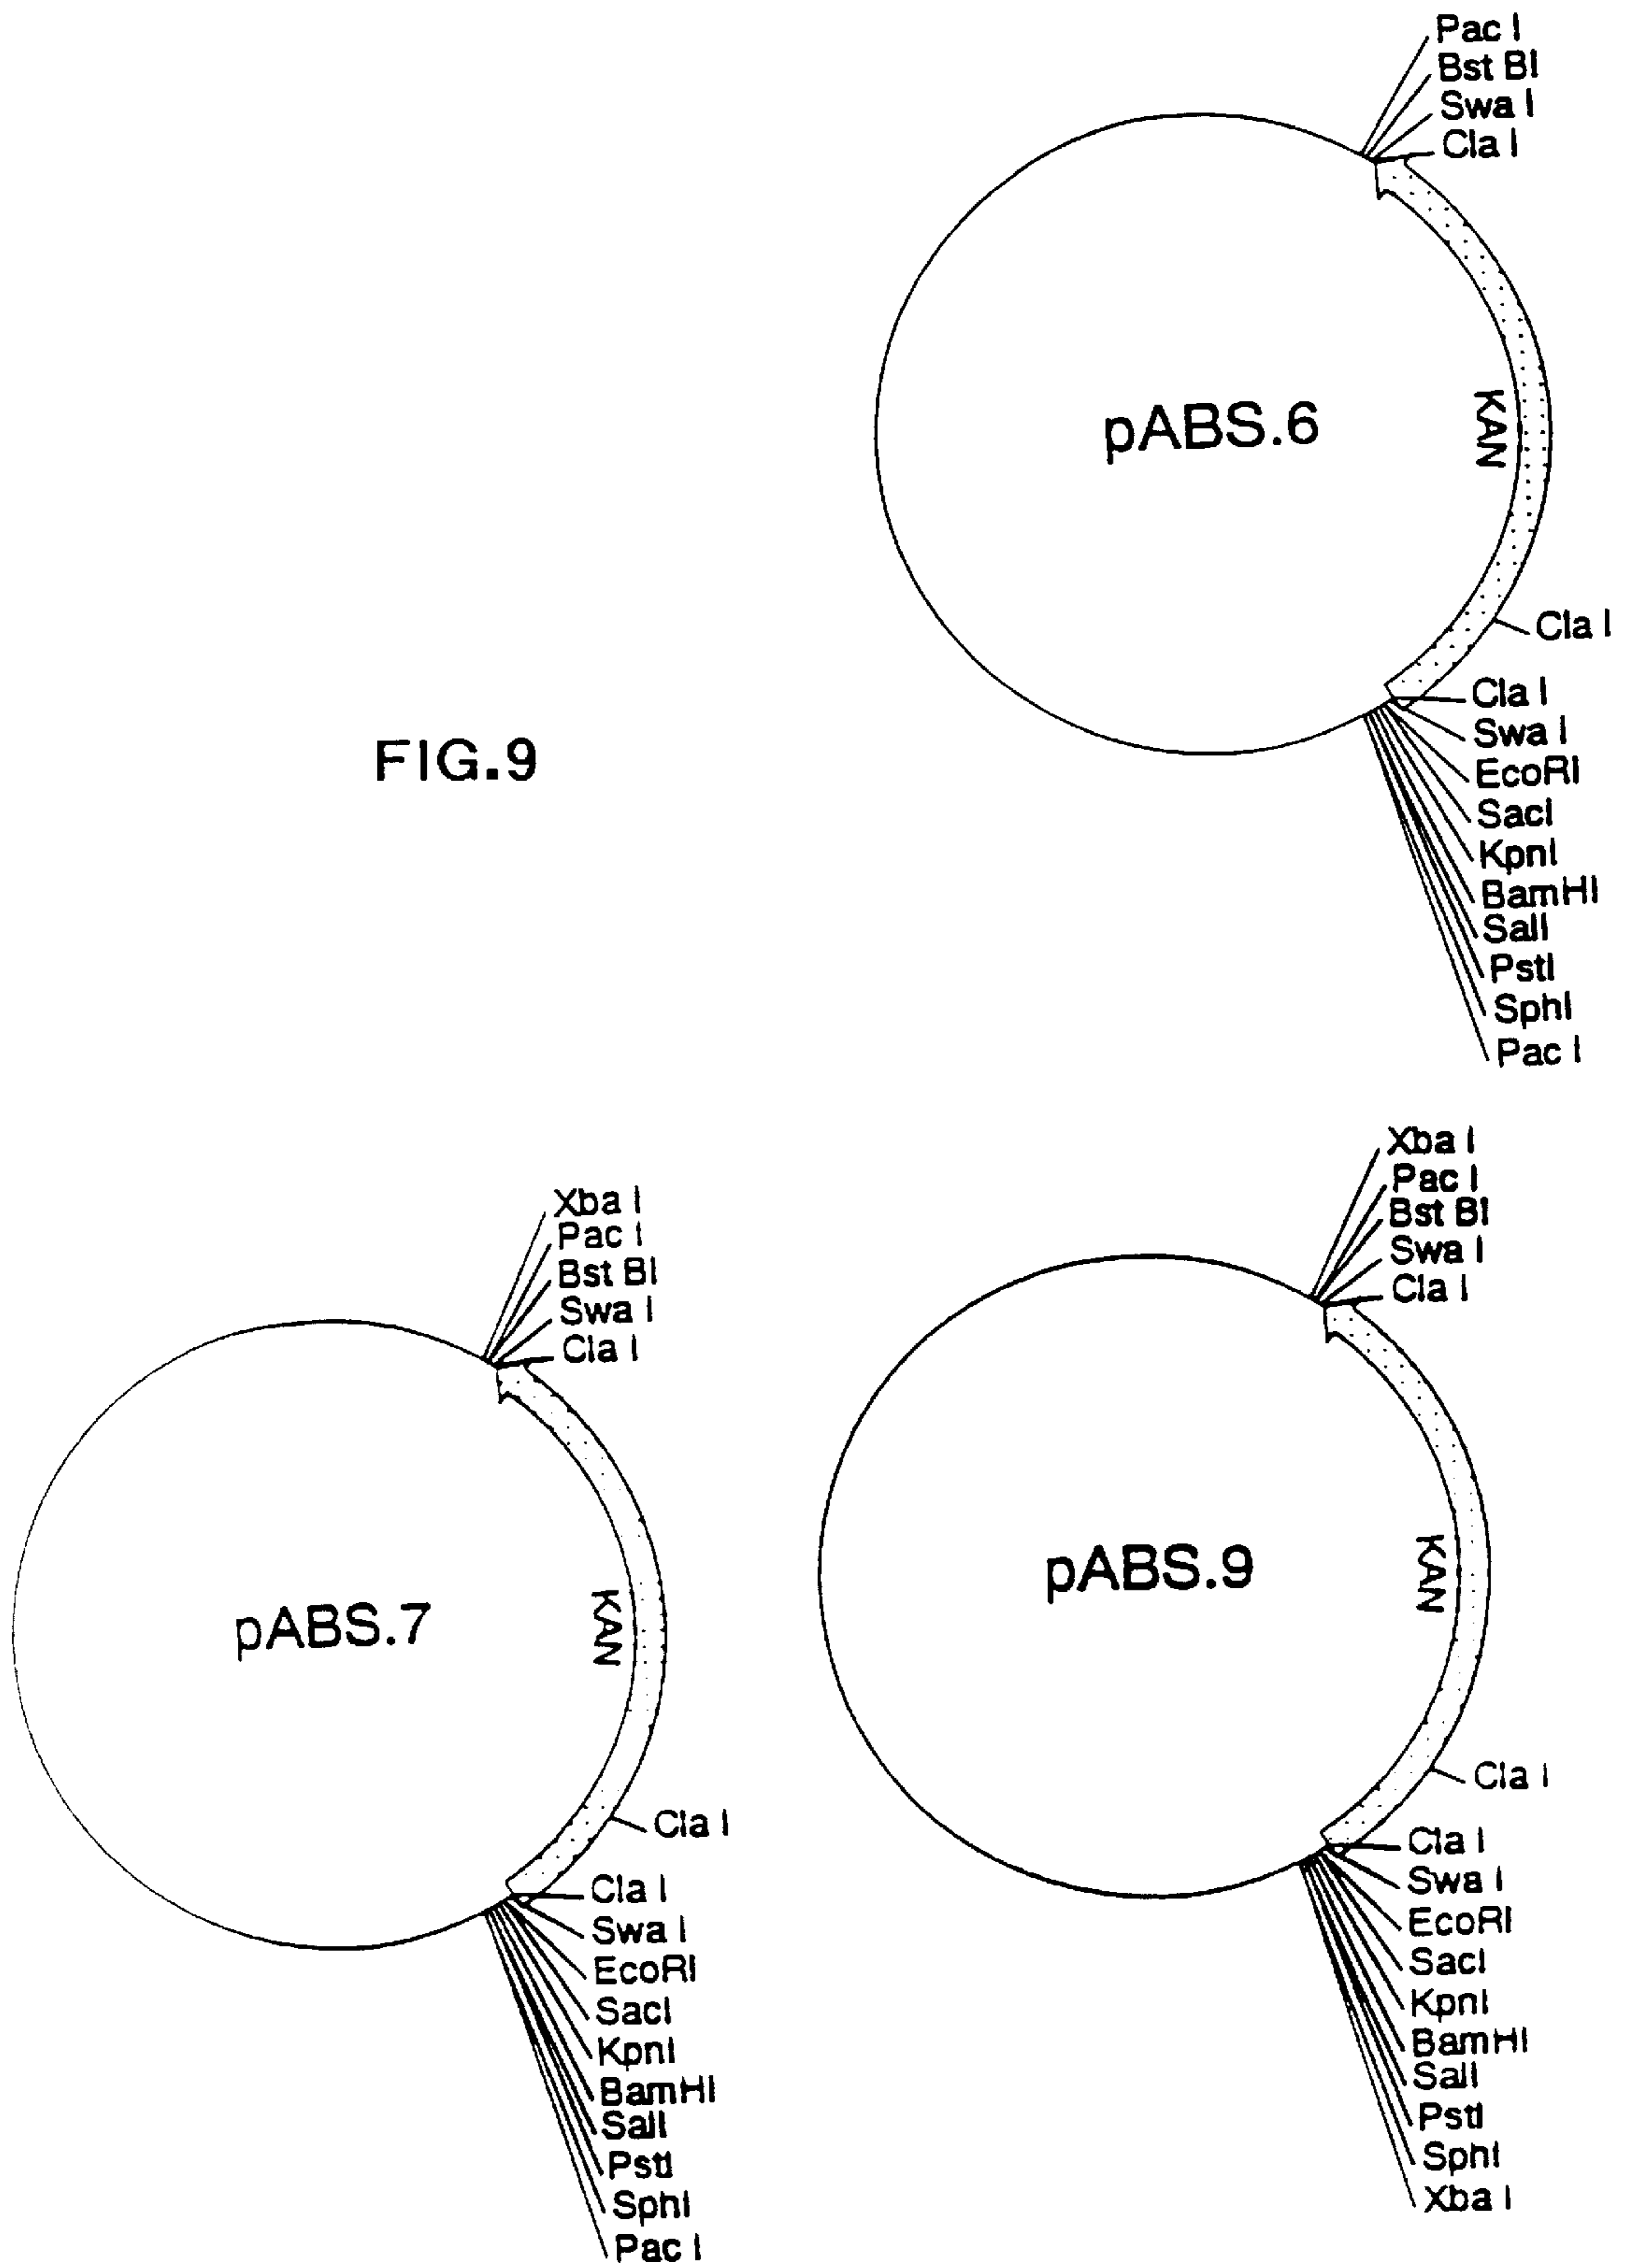 Pac I
Bst BI
Swa I
Cla I
pABS.6
KAN
Cla I
Cla I
Swa I
EcoRI
SacI
KpnI
BamHI
SalI
PstI
SphI
Pac I
FIG.9
Xba I
Pac I
Bst BI
Swa I
Cla I
pABS.7
KAN
Cla I
Cla I
Swa I
EcoRI
SacI
KpnI
BamHI
SalI
PstI
SphI
Pac I
Xba I
Pac I
Bst BI
Swa I
Cla I
pABS.9
KAN
Cla I
Cla I
Swa I
EcoRI
SacI
KpnI
BamHI
SalI
PstI
SphI
Xba I